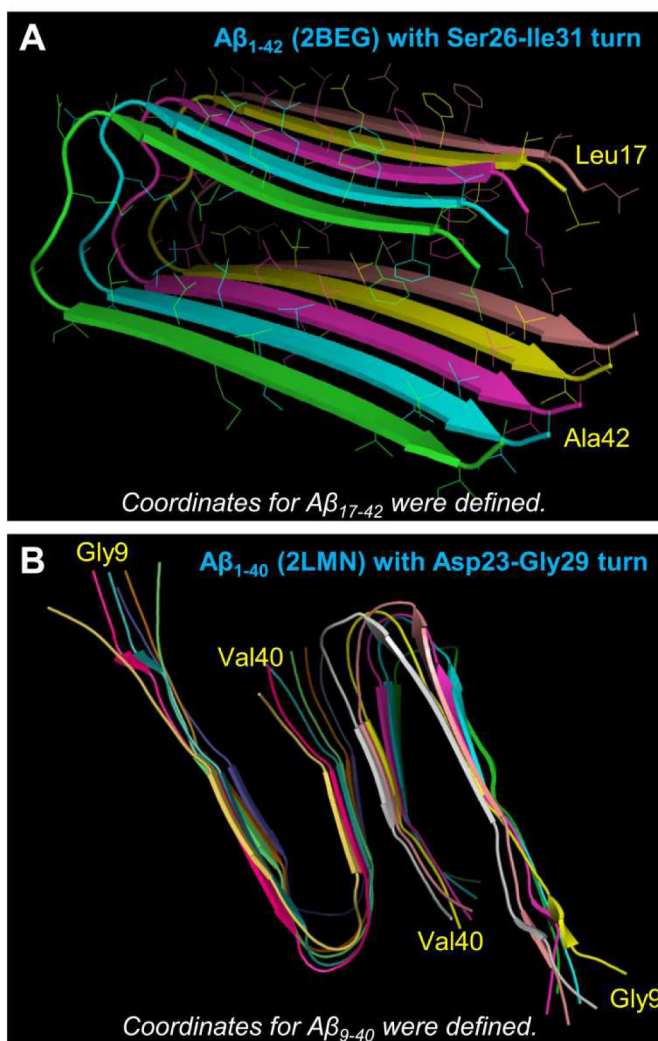 A
Aβ₁₋₄₂ (2BEG) with Ser26-Ile31 turn
Leu17
Ala42
Coordinates for Aβ₁₇₋₄₂ were defined.
B
Aβ₁₋₄₀ (2LMN) with Asp23-Gly29 turn
Gly9
Val40
Val40
Gly9
Coordinates for Aβ₉₋₄₀ were defined.